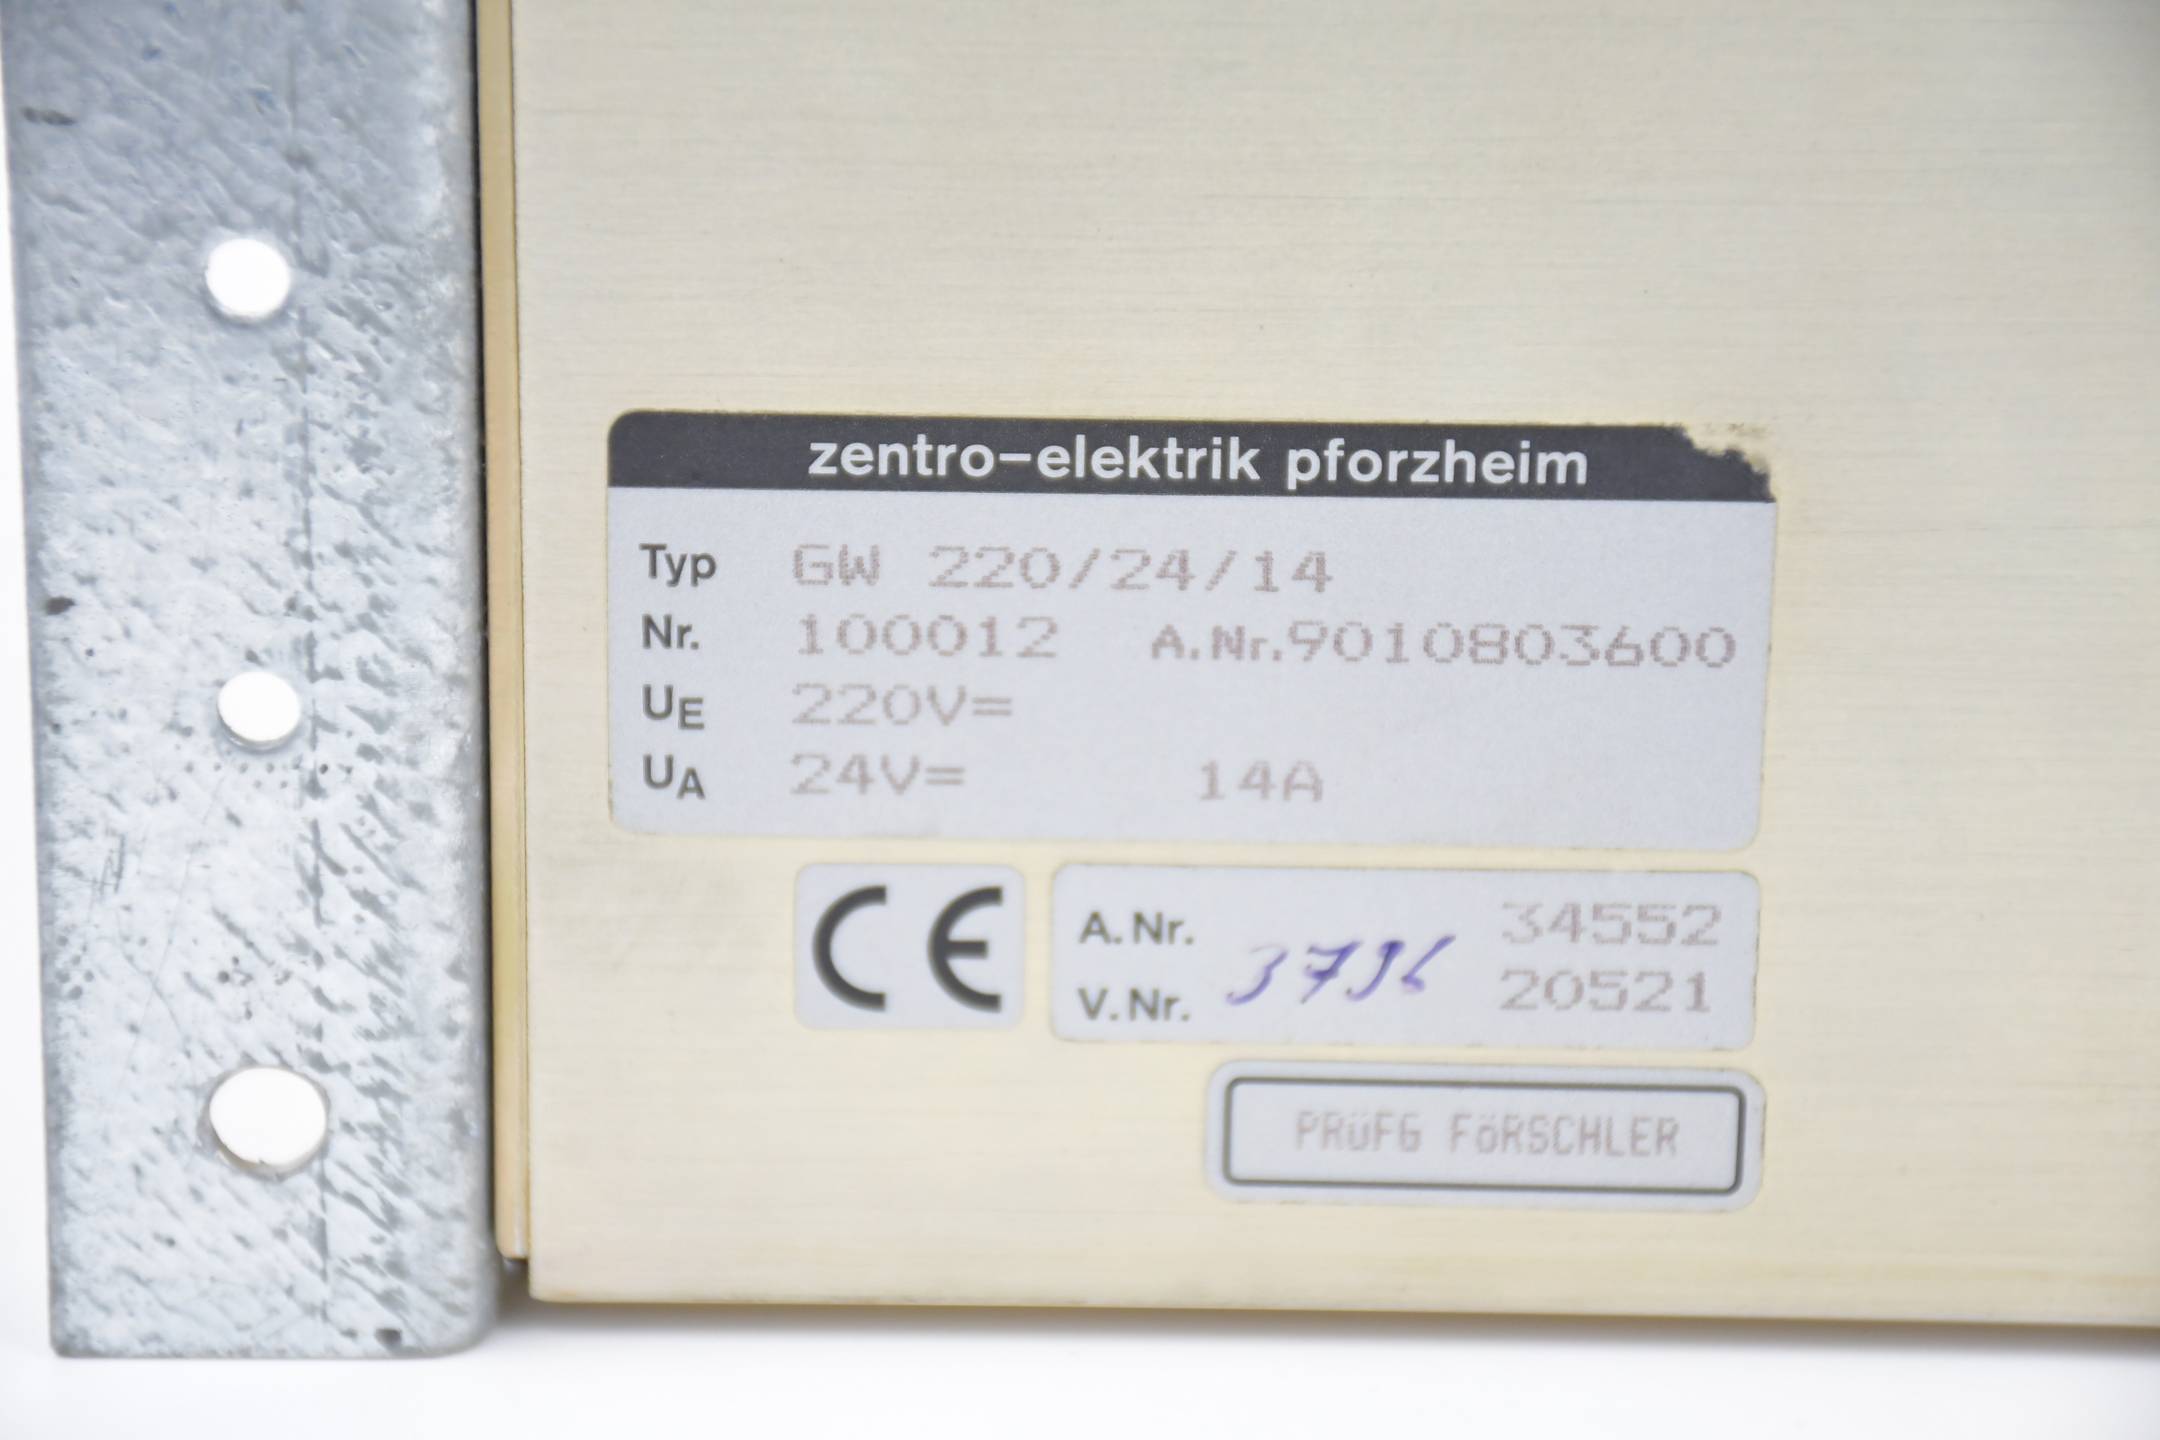 zentro-elektrik pforzheim
Typ GW 220/24/14
Nr. 100012 A.Nr.9010803600
UE 220V=
UA 24V= 14A
CE
A.Nr. 34552
3796
V.Nr. 20521
PRüFG FöRSCHLER